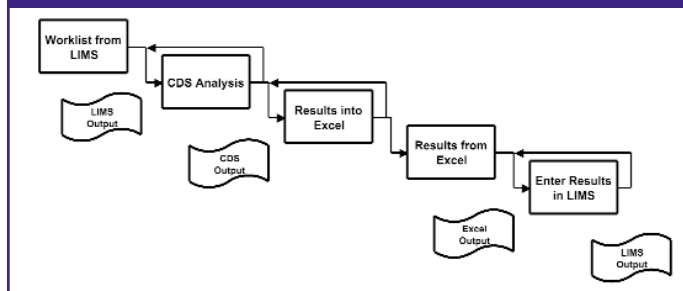 Worklist from
LIMS
CDS Analysis
LIMS
Output
Results into
Excel
CDS
Output
Results from
Excel
Enter Results
in LIMS
Excel
Output
LIMS
Output